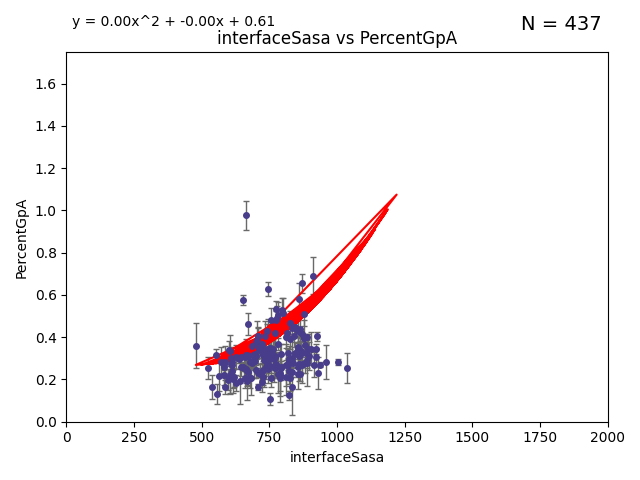 y = 0.00x^2 + -0.00x + 0.61
N = 437
interfaceSasa vs PercentGpA
PercentGpA
1.6
1.4
1.2
1.0
0.8
0.6
0.4
0.2
0.0
0 250 500 750 1000 1250 1500 1750 2000
interfaceSasa